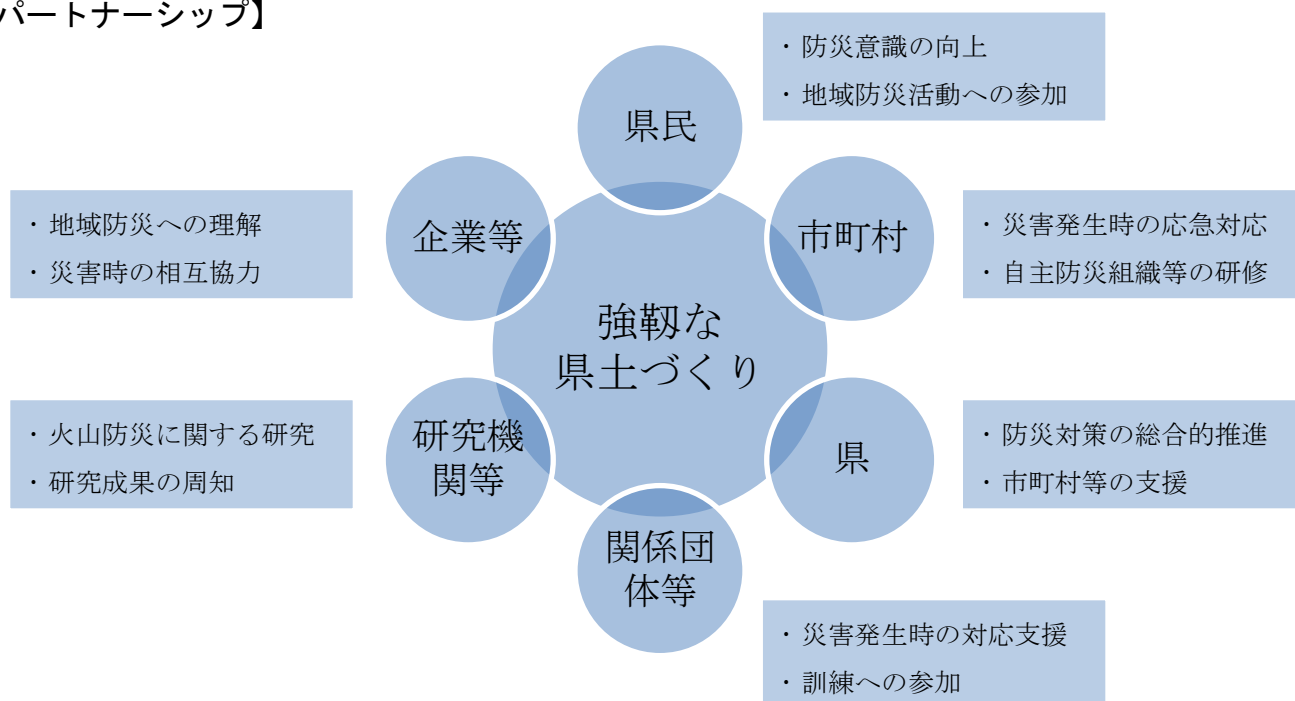 パートナーシップ】
・防災意識の向上
・地域防災活動への参加
県民
企業等
・地域防災への理解
・災害時の相互協力
市町村
・災害発生時の応急対応
・自主防災組織等の研修
強靱な
県土づくり
研究機
関等
・火山防災に関する研究
・研究成果の周知
県
・防災対策の総合的推進
・市町村等の支援
関係団
体等
・災害発生時の対応支援
・訓練への参加